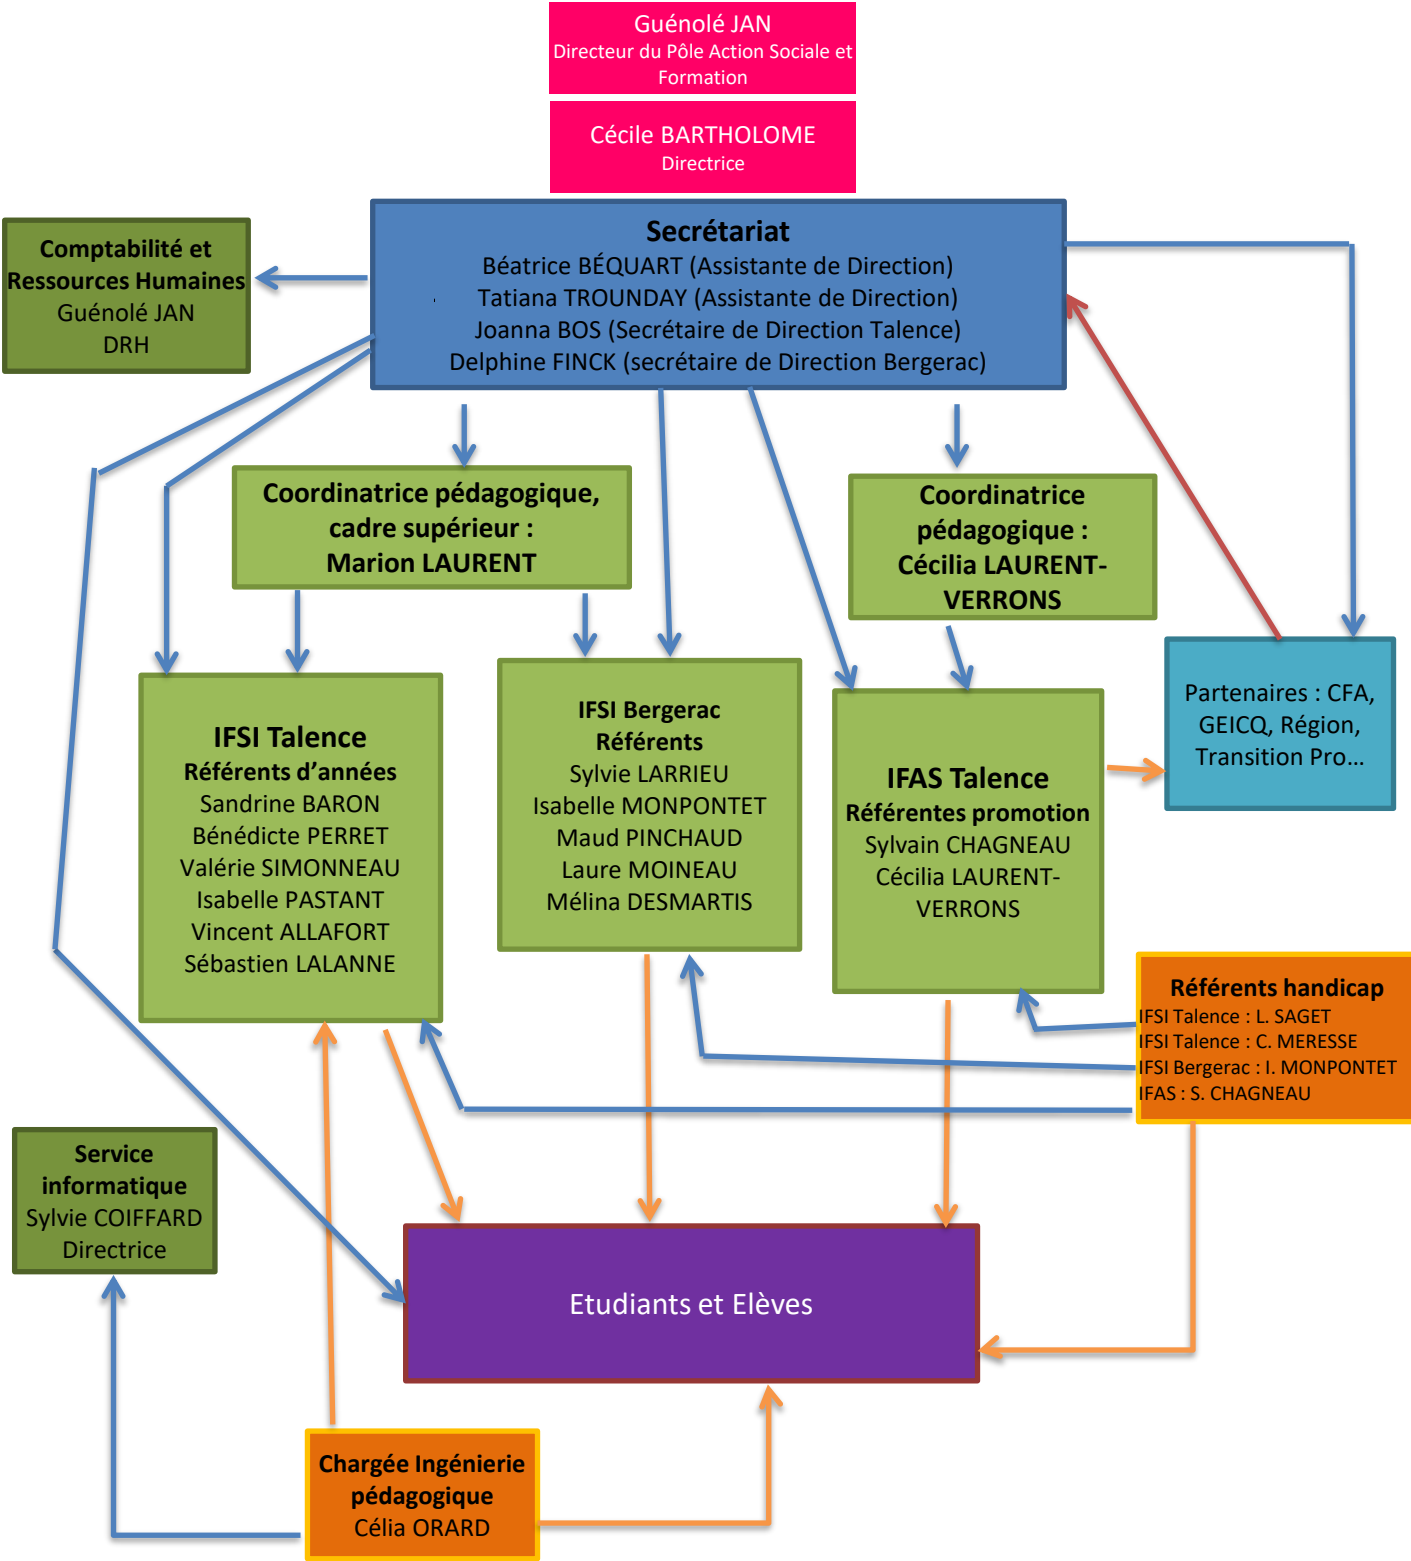 Guénolé JAN
Directeur du Pôle Action Sociale et
Formation
Cécile BARTHOLOME
Directrice
Comptabilité et
Ressources Humaines
Guénolé JAN
DRH
Secrétariat
Béatrice BÉQUART (Assistante de Direction)
Tatiana TROUNDAY (Assistante de Direction)
Joanna BOS (Secrétaire de Direction Talence)
Delphine FINCK (secrétaire de Direction Bergerac)
Coordinatrice pédagogique,
cadre supérieur :
Marion LAURENT
Coordinatrice
pédagogique :
Cécilia LAURENT-
VERRONS
IFSI Talence
Référents d’années
Sandrine BARON
Bénédicte PERRET
Valérie SIMONNEAU
Isabelle PASTANT
Vincent ALLAFORT
Sébastien LALANNE
IFSI Bergerac
Référents
Sylvie LARRIEU
Isabelle MONPONTET
Maud PINCHAUD
Laure MOINEAU
Mélina DESMARTIS
IFAS Talence
Référentes promotion
Sylvain CHAGNEAU
Cécilia LAURENT-
VERRONS
Partenaires : CFA,
GEICQ, Région,
Transition Pro…
Référents handicap
IFSI Talence : L. SAGET
IFSI Talence : C. MERESSE
IFSI Bergerac : I. MONPONTET
IFAS : S. CHAGNEAU
Service
informatique
Sylvie COIFFARD
Directrice
Etudiants et Elèves
Chargée Ingénierie
pédagogique
Célia ORARD